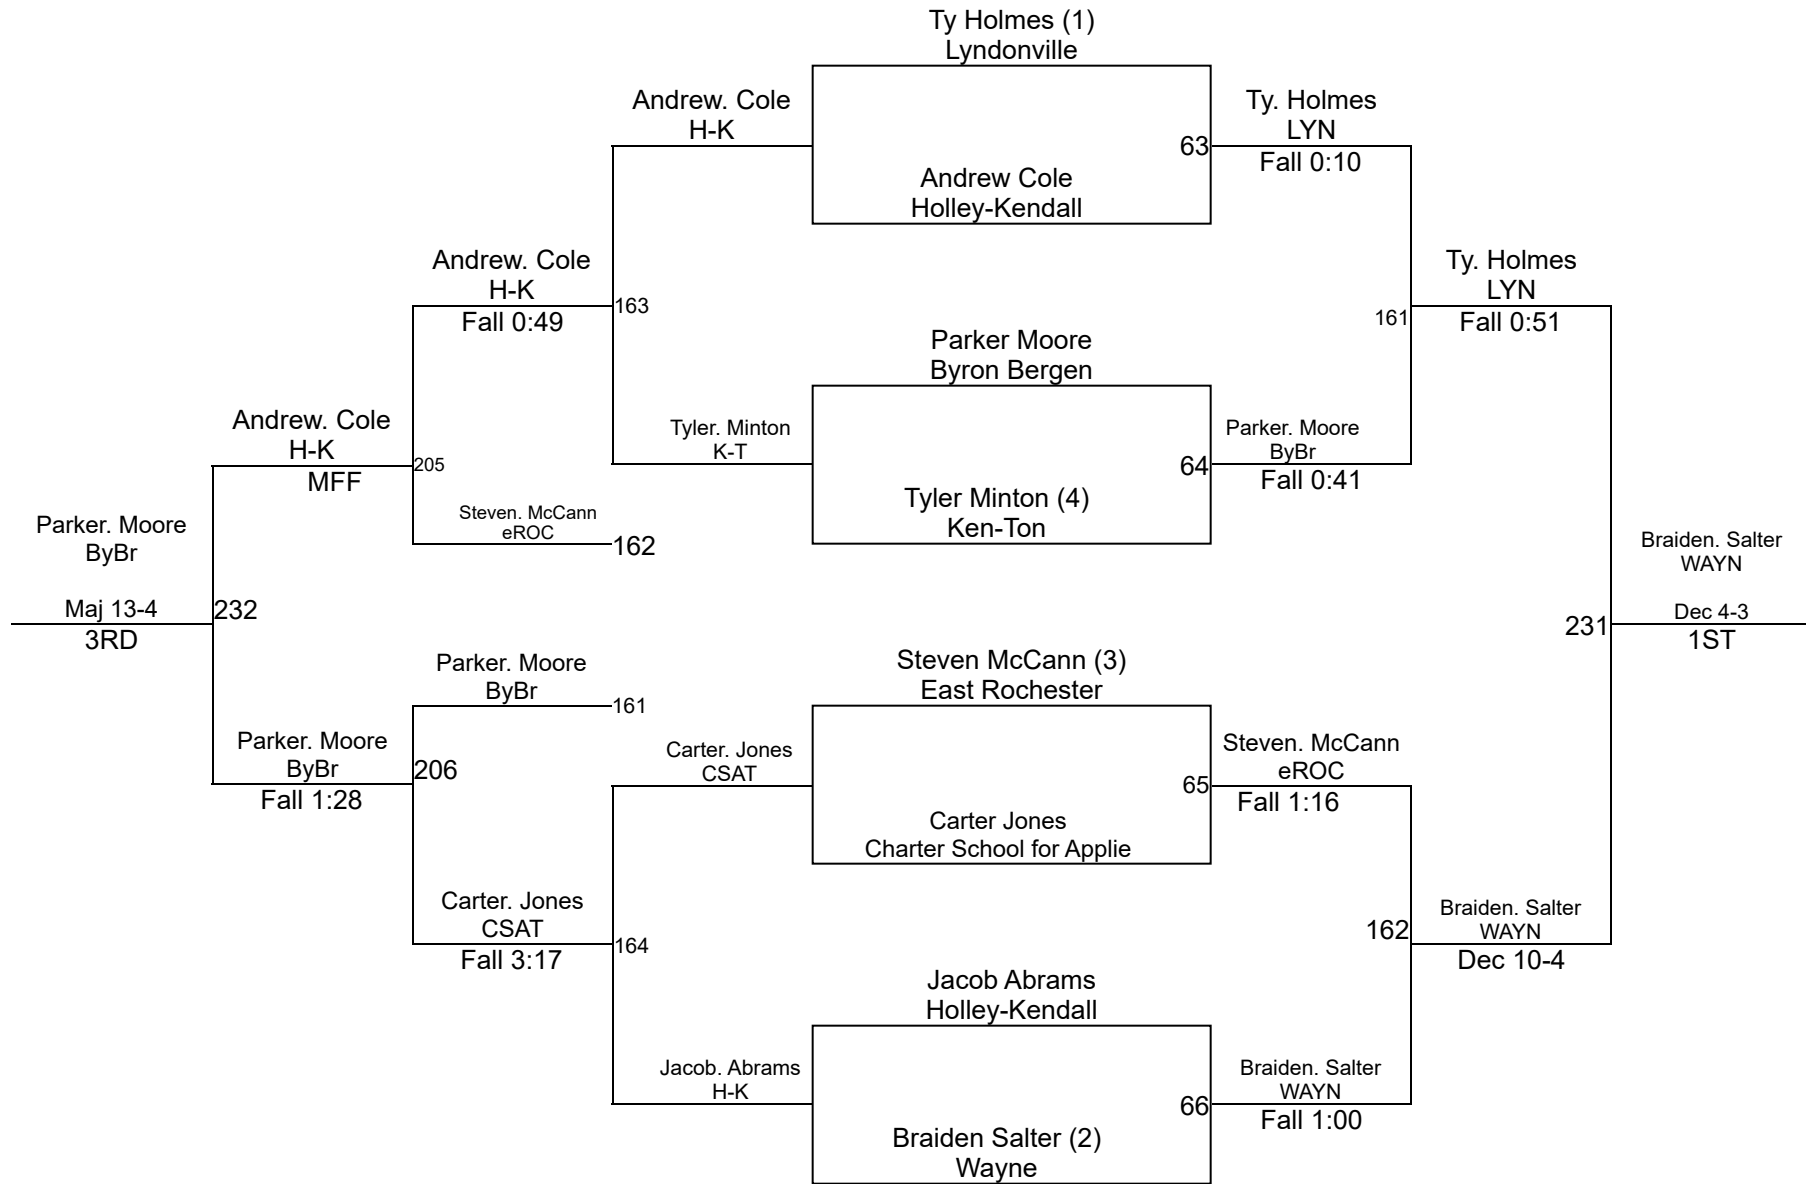 Ty Holmes (1)
Lyndonville
Andrew. Cole
H-K
63
Ty. Holmes
LYN
Fall 0:10
Andrew Cole
Holley-Kendall
Andrew. Cole
H-K
Fall 0:49
163
Ty. Holmes
LYN
Fall 0:51
161
Parker Moore
Byron Bergen
Tyler. Minton
K-T
64
Parker. Moore
ByBr
Fall 0:41
Tyler Minton (4)
Ken-Ton
Andrew. Cole
H-K
MFF
205
Steven. McCann
eROC
162
Parker. Moore
ByBr
Maj 13-4
3RD
232
Braiden. Salter
WAYN
Dec 4-3
1ST
231
Parker. Moore
ByBr
161
Steven McCann (3)
East Rochester
Parker. Moore
ByBr
Fall 1:28
206
Carter. Jones
CSAT
65
Steven. McCann
eROC
Fall 1:16
Carter Jones
Charter School for Applie
Carter. Jones
CSAT
Fall 3:17
164
162
Braiden. Salter
WAYN
Dec 10-4
Jacob Abrams
Holley-Kendall
Jacob. Abrams
H-K
66
Braiden. Salter
WAYN
Fall 1:00
Braiden Salter (2)
Wayne